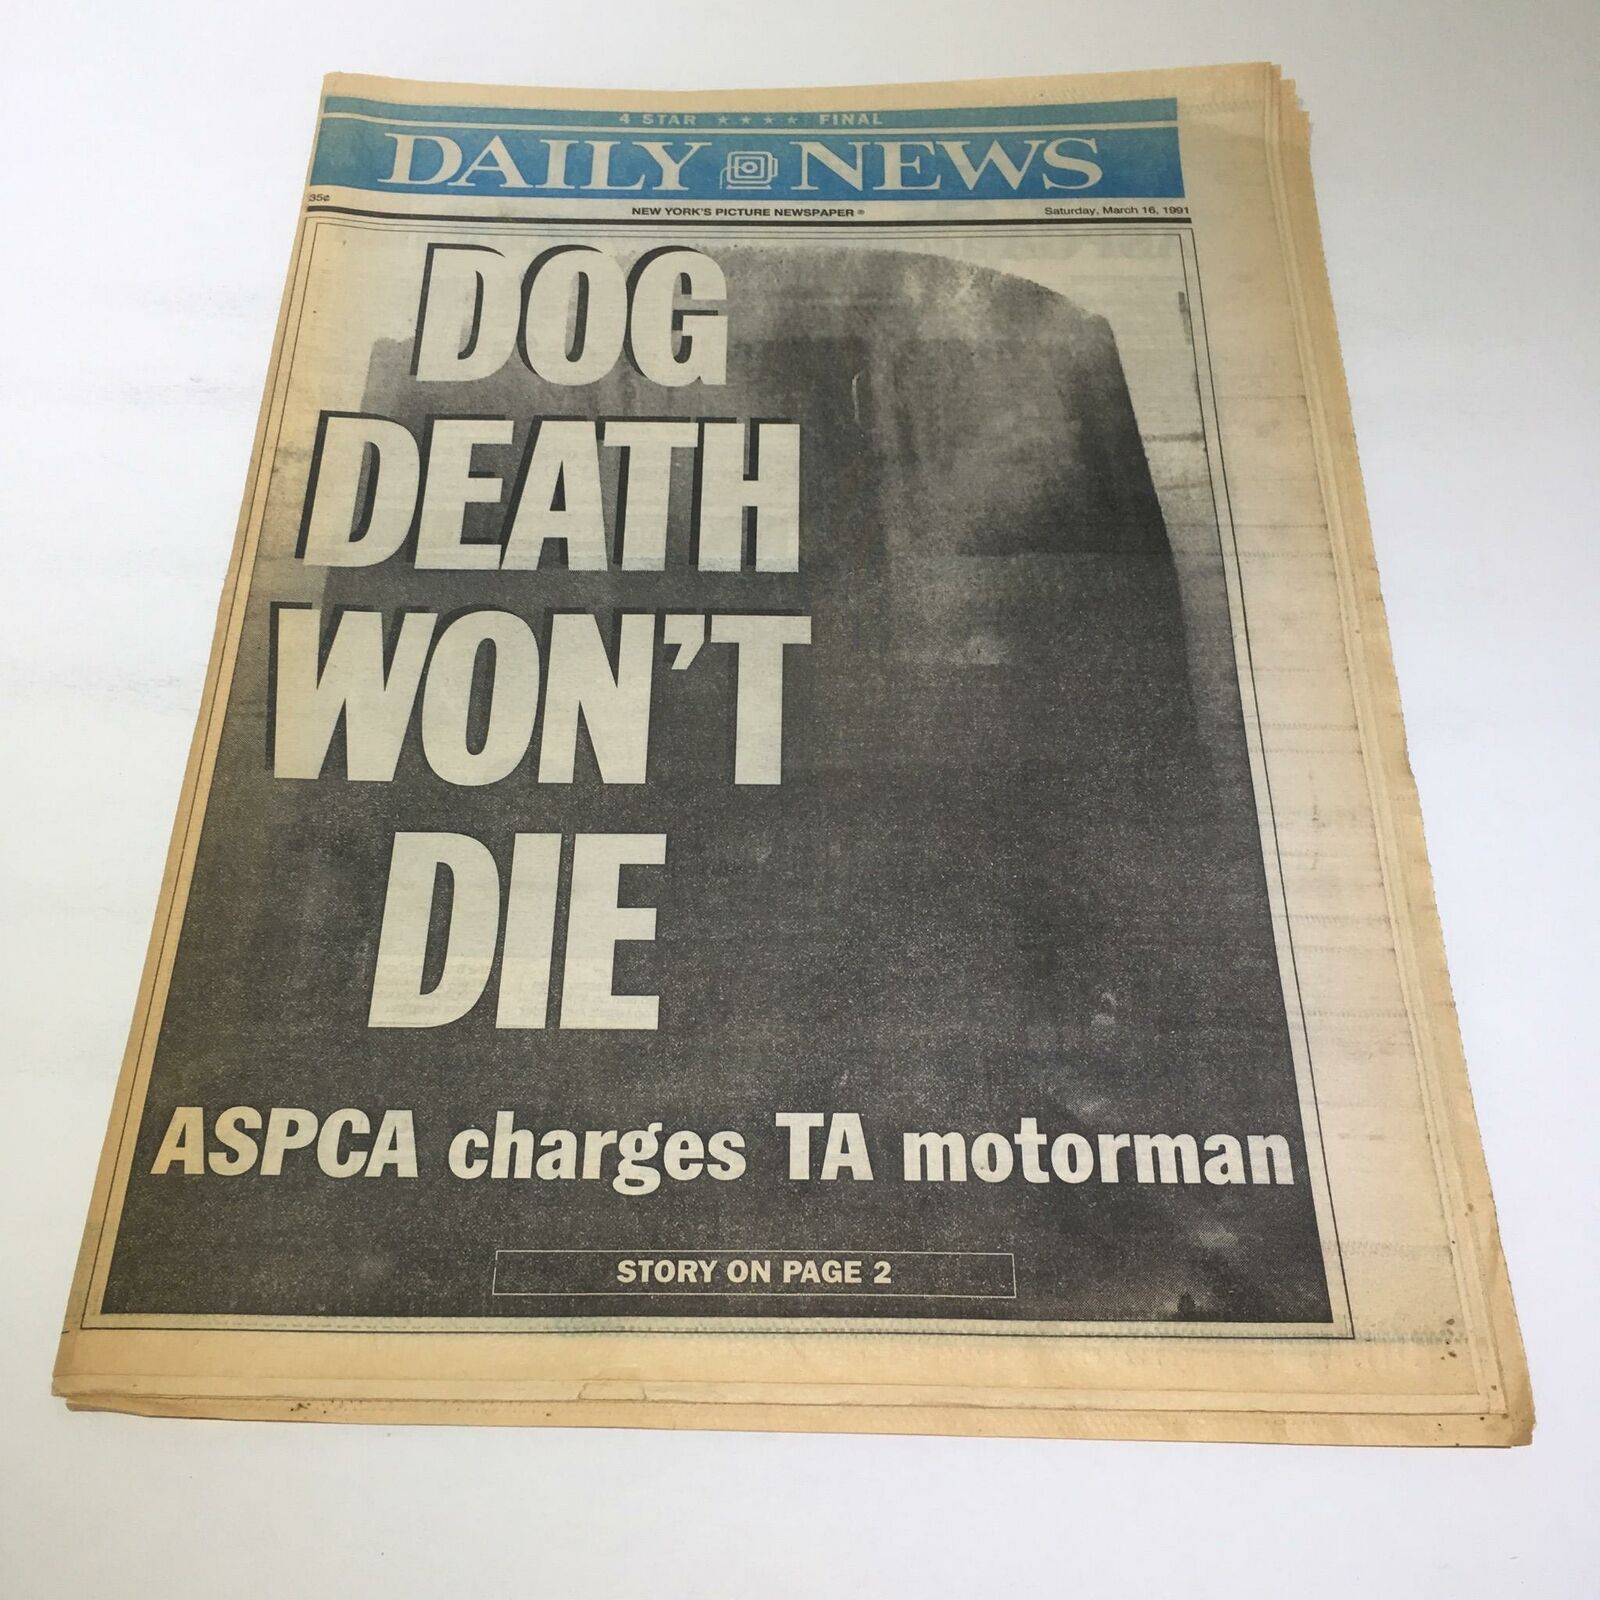 4 STAR ★ ★ ★ ★ FINAL
DAILY NEWS
35¢
NEW YORK'S PICTURE NEWSPAPER ®
Saturday, March 16, 1991
DOG
DEATH
WON'T
DIE
ASPCA charges TA motorman
STORY ON PAGE 2